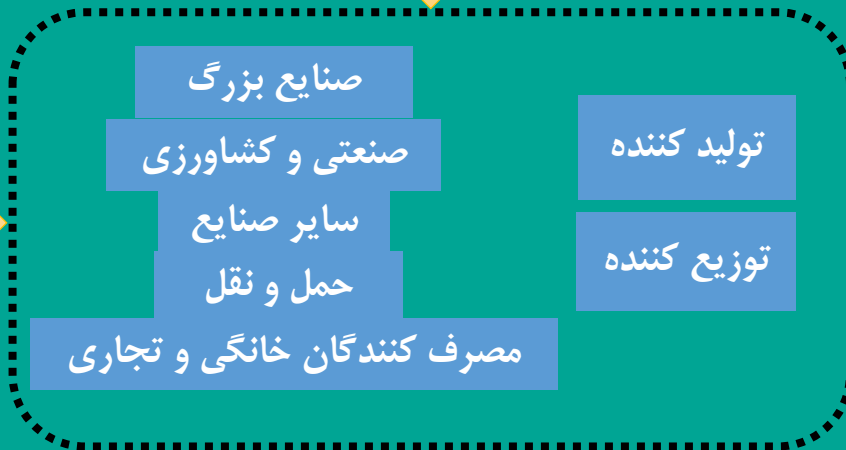 تولید کننده
توزیع کننده
صنایع بزرگ
صنعتی و کشاورزی
سایر صنایع
حمل و نقل
مصرف کنندگان خانگی و تجاری